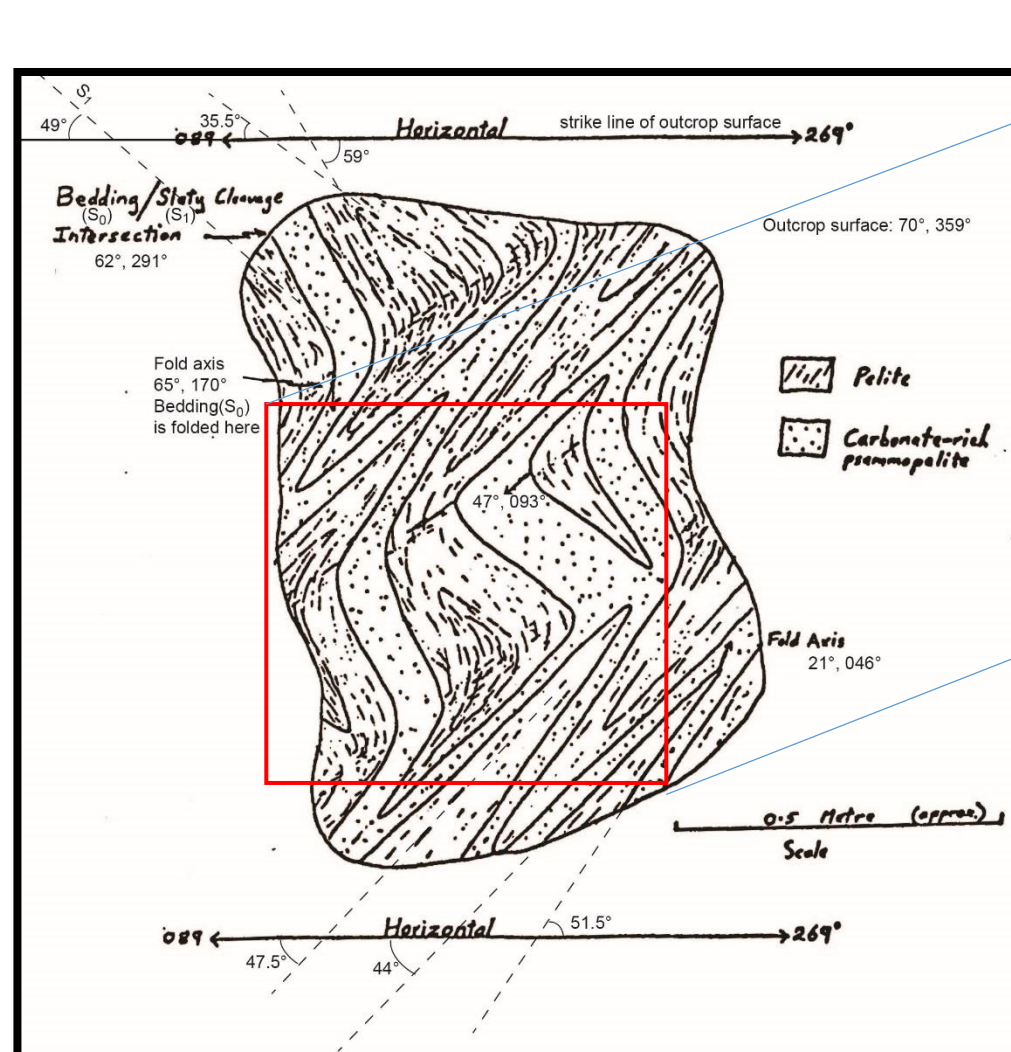 S₁
49°
35.5°
089
Horizontal
strike line of outcrop surface
269°
59°
Bedding/Slaty Cleavage
(S₀) (S₁)
Intersection
62°, 291°
Outcrop surface: 70°, 359°
Fold axis
65°, 170°
Bedding(S₀)
is folded here
Pelite
Carbonate-rich
psammopelite
47°, 093°
Fold Axis
21°, 046°
0.5 Metre (approx.)
Scale
089
Horizontal
51.5°
269°
47.5°
44°